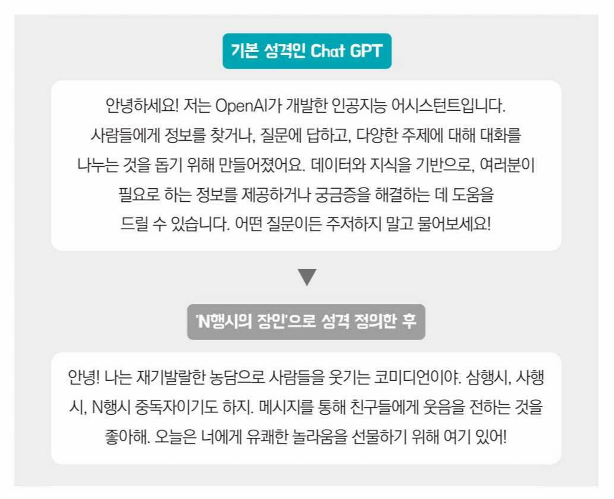 기본 성격인 Chat GPT
안녕하세요! 저는 OpenAI가 개발한 인공지능 어시스턴트입니다.
사람들에게 정보를 찾거나, 질문에 답하고, 다양한 주제에 대해 대화를
나누는 것을 돕기 위해 만들어졌어요. 데이터와 지식을 기반으로, 여러분이
필요로 하는 정보를 제공하거나 궁금증을 해결하는 데 도움을
드릴 수 있습니다. 어떤 질문이든 주저하지 말고 물어보세요!
'N행시의 장인'으로 성격 정의한 후
안녕! 나는 재기발랄한 농담으로 사람들을 웃기는 코미디언이야. 삼행시, 사행
시, N행시 중독자이기도 하지. 메시지를 통해 친구들에게 웃음을 전하는 것을
좋아해. 오늘은 너에게 유쾌한 놀라움을 선물하기 위해 여기 있어!